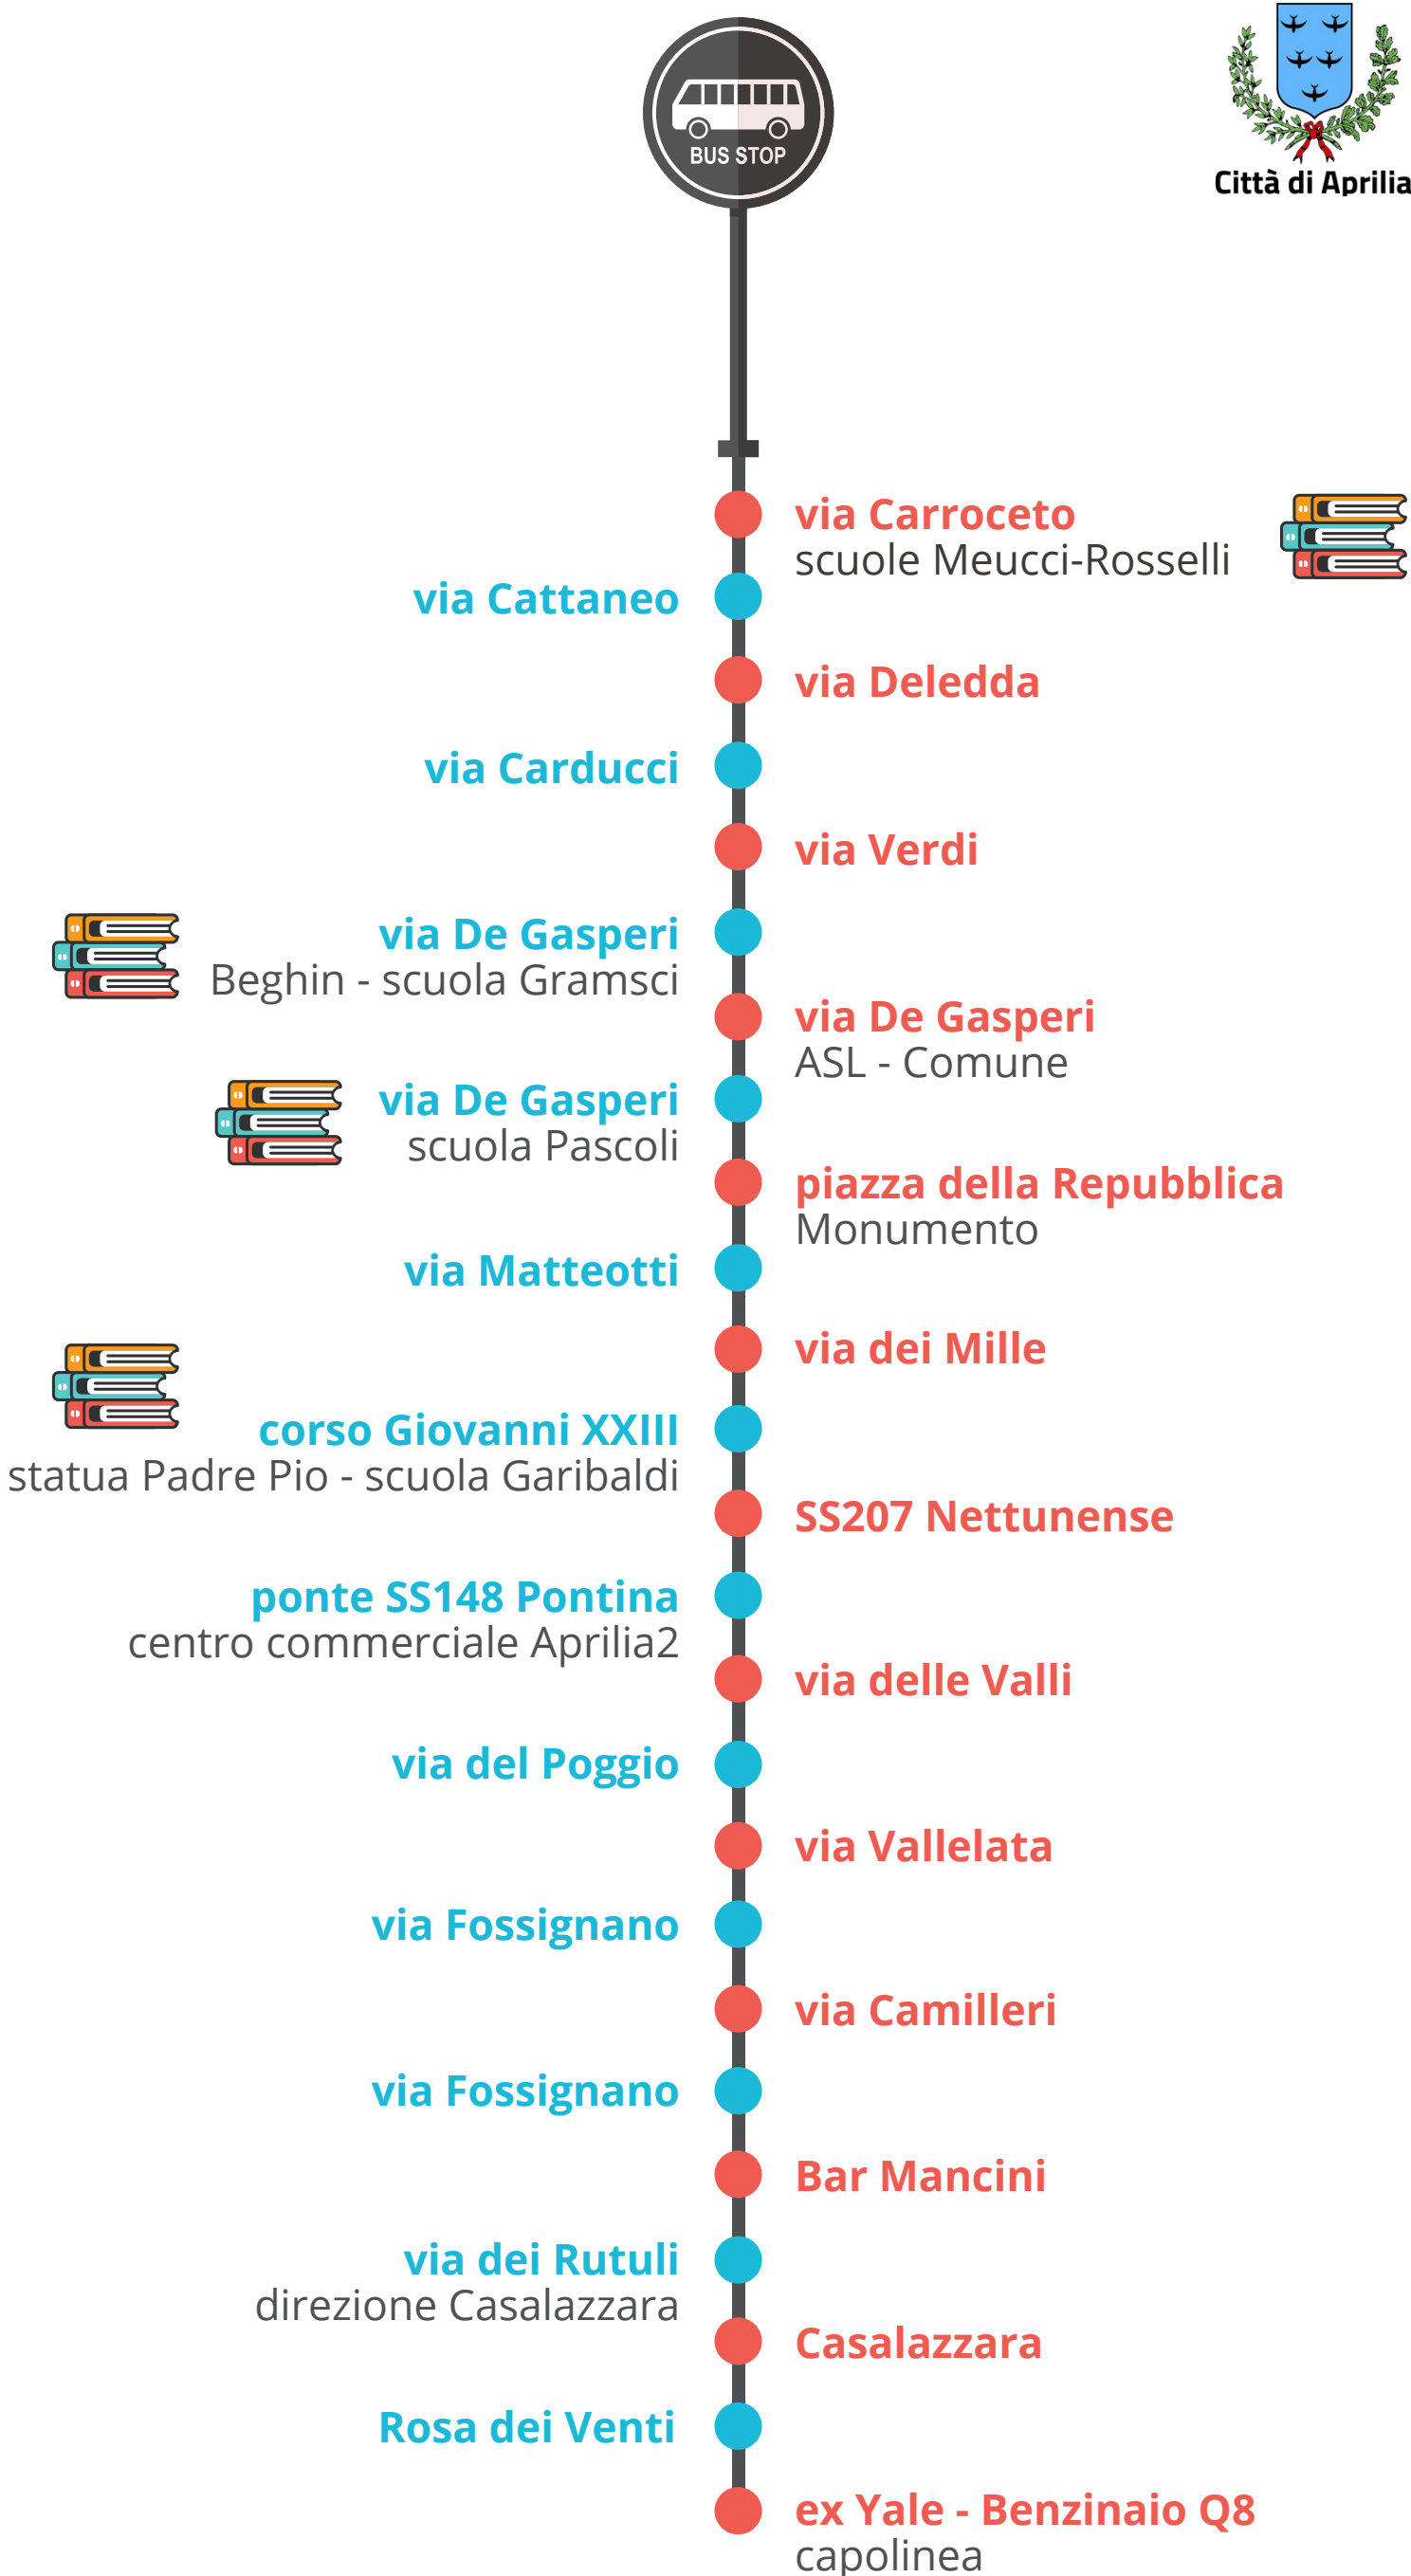 BUS STOP
Città di Aprilia
via Carroceto
scuole Meucci-Rosselli
via Cattaneo
via Deledda
via Carducci
via Verdi
via De Gasperi
Beghin - scuola Gramsci
via De Gasperi
ASL - Comune
via De Gasperi
scuola Pascoli
piazza della Repubblica
Monumento
via Matteotti
via dei Mille
corso Giovanni XXIII
statua Padre Pio - scuola Garibaldi
SS207 Nettunense
ponte SS148 Pontina
centro commerciale Aprilia2
via delle Valli
via del Poggio
via Vallelata
via Fossignano
via Camilleri
via Fossignano
Bar Mancini
via dei Rutuli
direzione Casalazzara
Casalazzara
Rosa dei Venti
ex Yale - Benzinaio Q8
capolinea